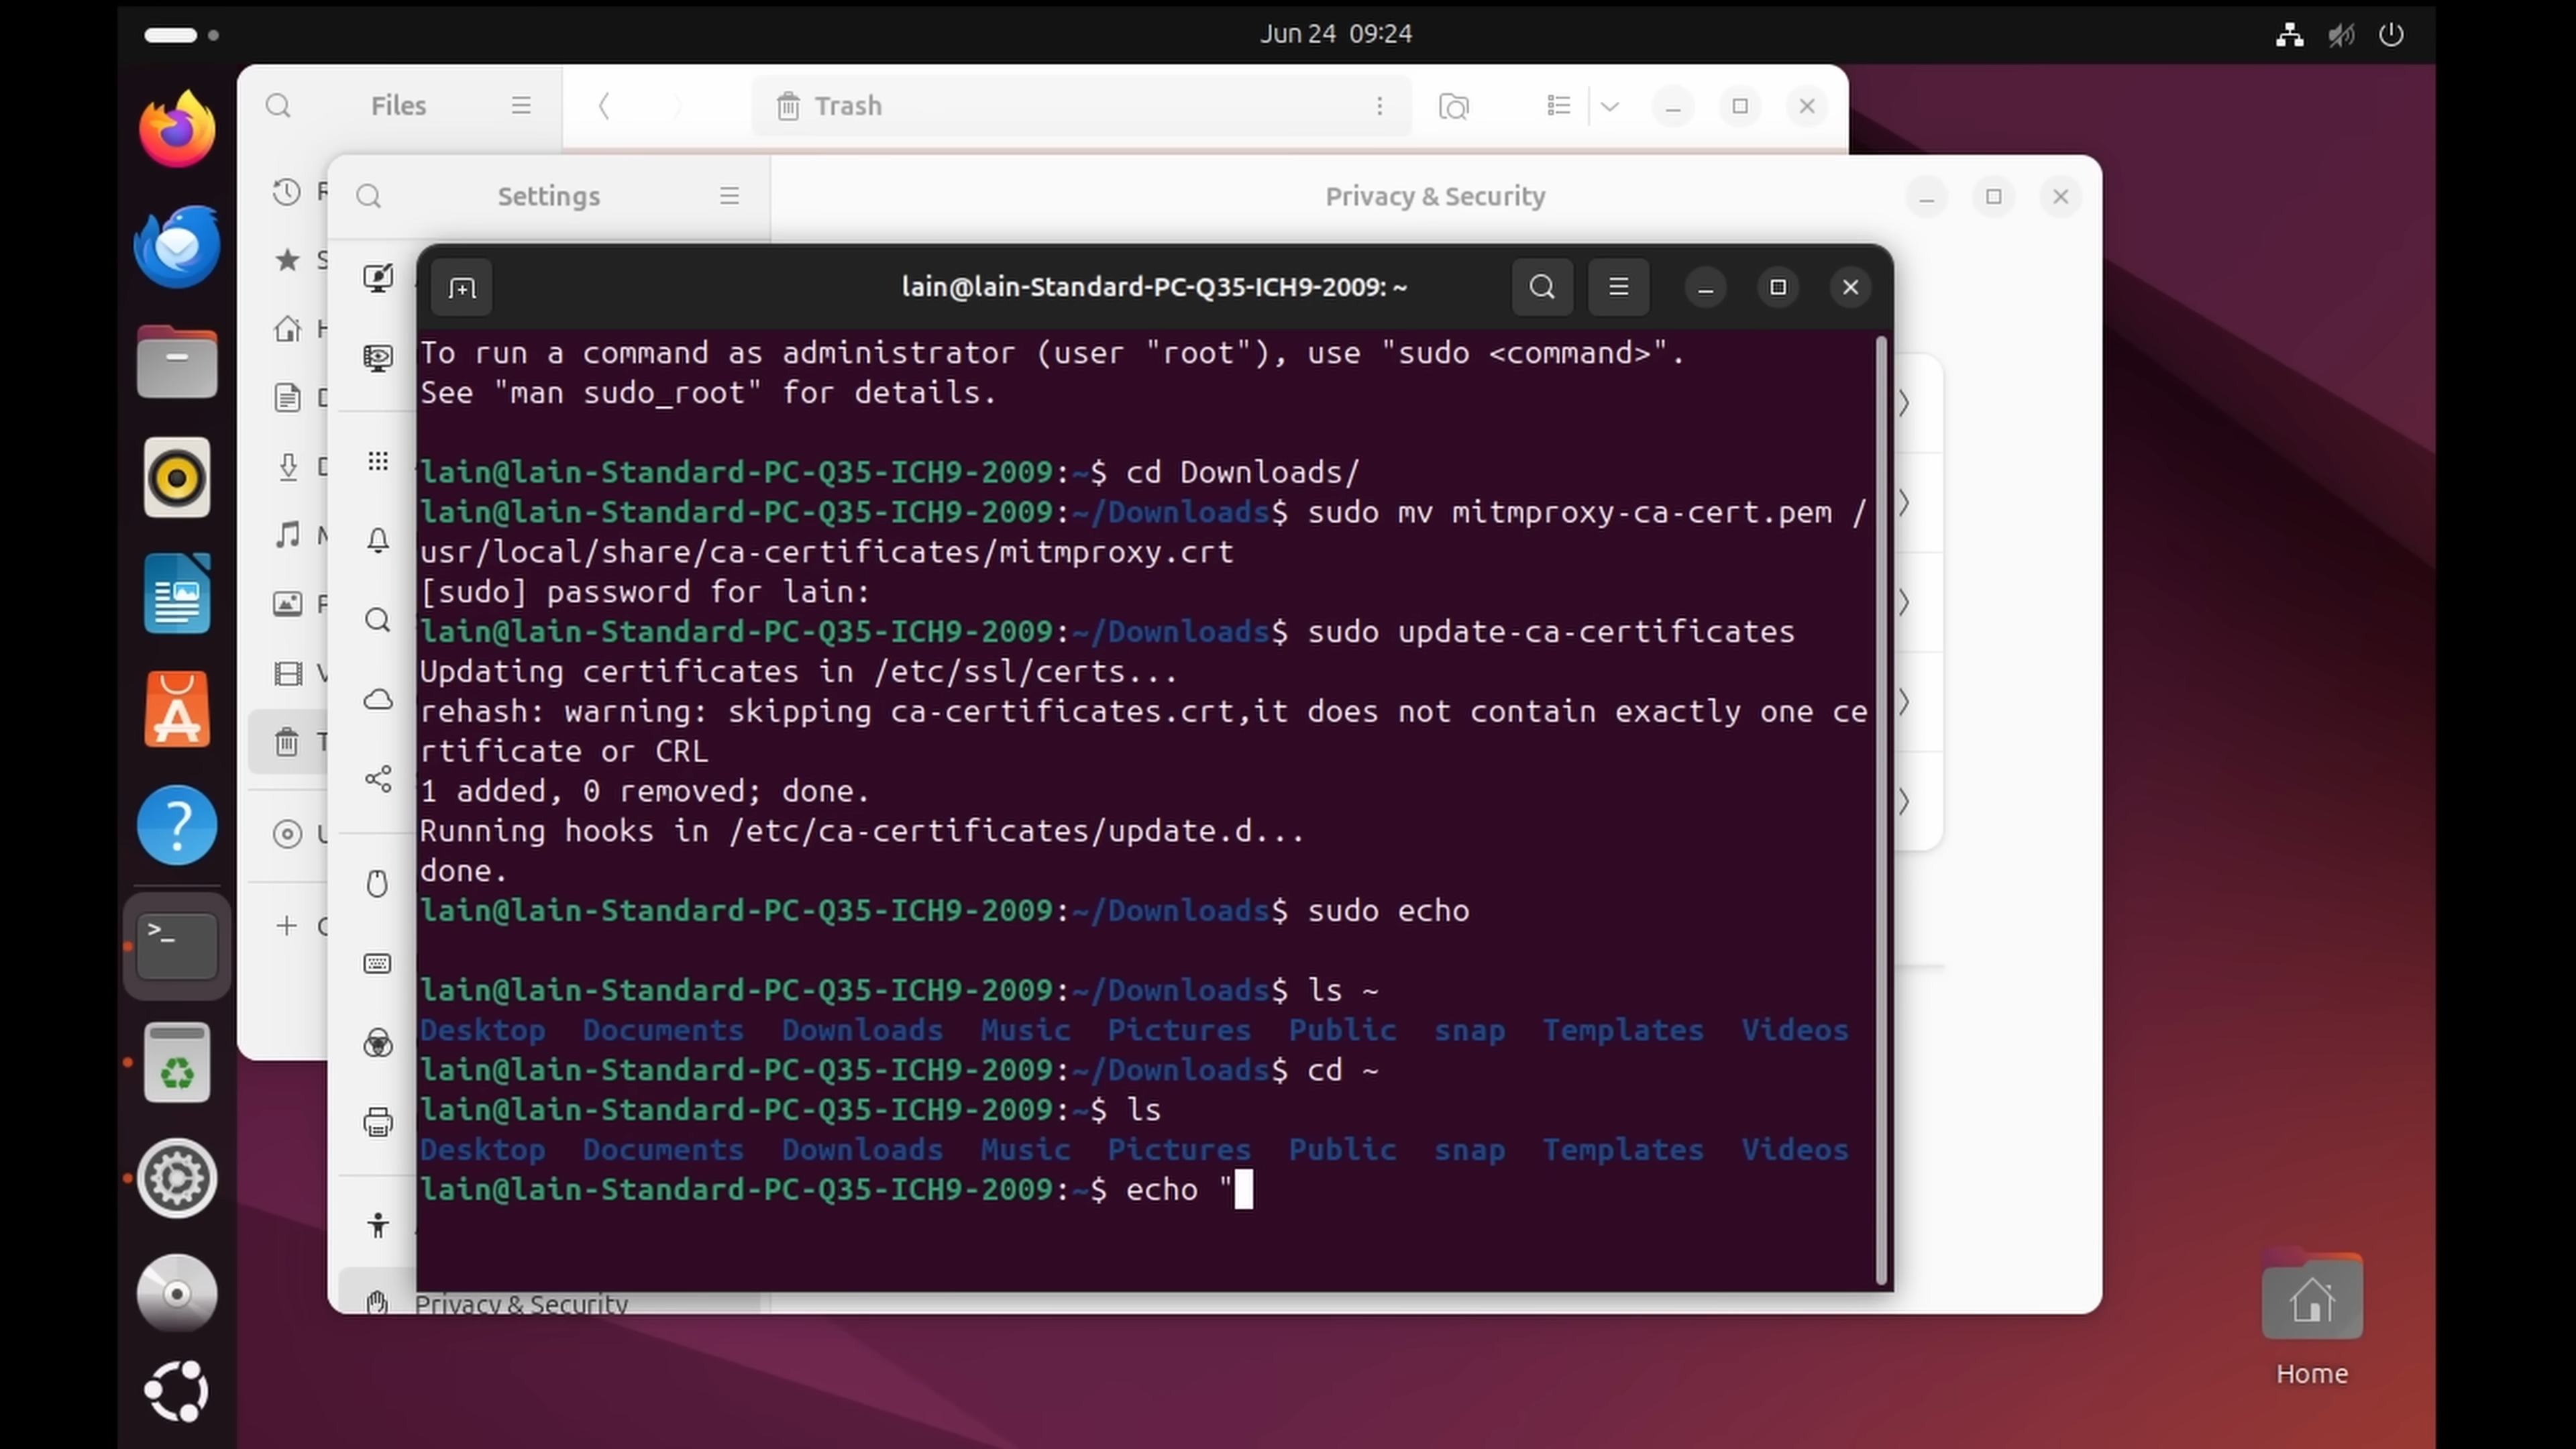 Jun 24 09:24
Files
Trash
Settings
Privacy & Security
lain@lain-Standard-PC-Q35-ICH9-2009: ~
To run a command as administrator (user "root"), use "sudo <command>".
See "man sudo_root" for details.
lain@lain-Standard-PC-Q35-ICH9-2009:~$ cd Downloads/
lain@lain-Standard-PC-Q35-ICH9-2009:~/Downloads$ sudo mv mitmproxy-ca-cert.pem /
usr/local/share/ca-certificates/mitmproxy.crt
[sudo] password for lain:
lain@lain-Standard-PC-Q35-ICH9-2009:~/Downloads$ sudo update-ca-certificates
Updating certificates in /etc/ssl/certs...
rehash: warning: skipping ca-certificates.crt,it does not contain exactly one ce
rtificate or CRL
1 added, 0 removed; done.
Running hooks in /etc/ca-certificates/update.d...
done.
lain@lain-Standard-PC-Q35-ICH9-2009:~/Downloads$ sudo echo
lain@lain-Standard-PC-Q35-ICH9-2009:~/Downloads$ ls ~
Desktop Documents Downloads Music Pictures Public snap Templates Videos
lain@lain-Standard-PC-Q35-ICH9-2009:~/Downloads$ cd ~
lain@lain-Standard-PC-Q35-ICH9-2009:~$ ls
Desktop Documents Downloads Music Pictures Public snap Templates Videos
lain@lain-Standard-PC-Q35-ICH9-2009:~$ echo "
Privacy & Security
Home